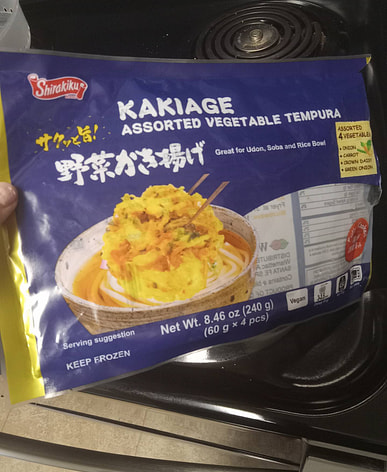 Shirakiku
KAKIAGE
ASSORTED VEGETABLE TEMPURA
サクッと旨!
野菜かき揚げ
Great for Udon, Soba and Rice Bowl
ASSORTED
4 VEGETABLES
• ONION
• CARROT
• CROWN DAISY
• GREEN ONION
Vegan
Net Wt. 8.46 oz (240 g)
(60 g × 4 pcs)
Serving suggestion
KEEP FROZEN